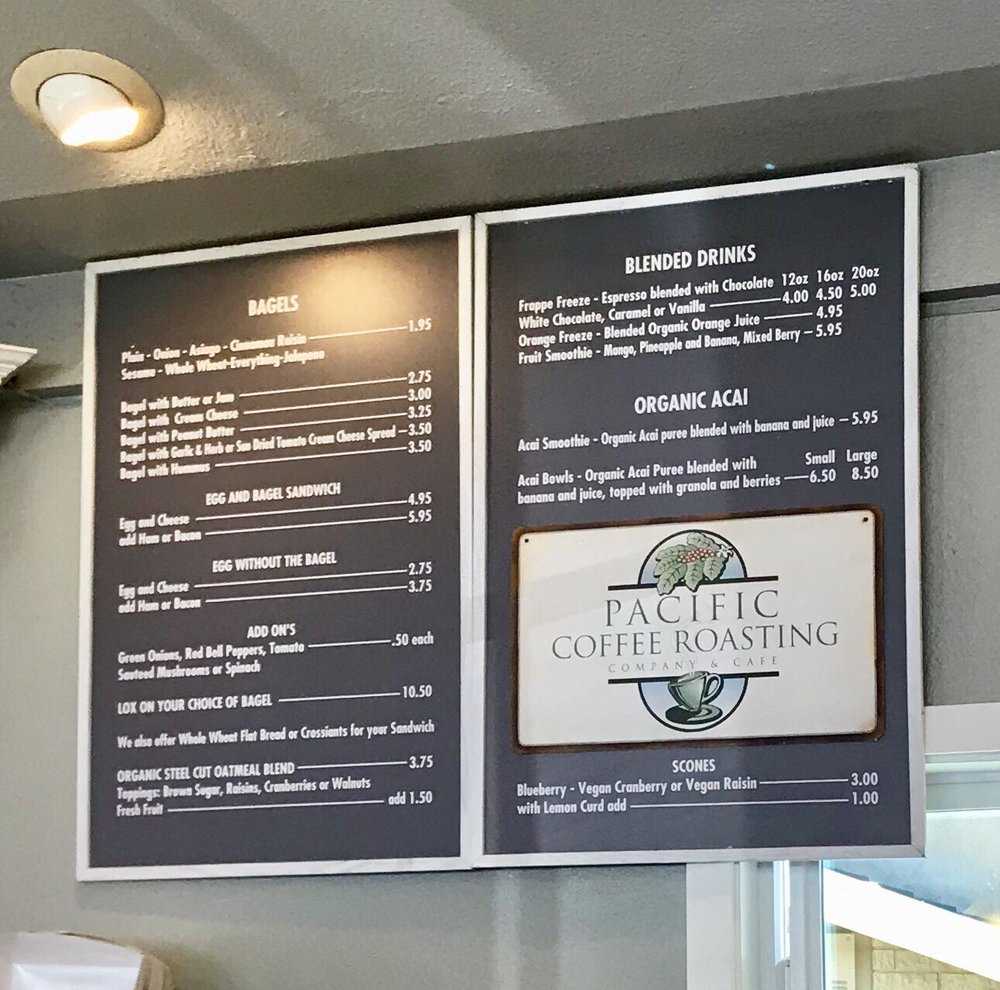 BAGELS
Plain - Onion - Asiago - Cinnamon Raisin 1.95
Sesame - Whole Wheat-Everything-Jalapeno
Bagel with Butter or Jam 2.75
Bagel with Cream Cheese 3.00
Bagel with Peanut Butter 3.25
Bagel with Garlic & Herb or Sun Dried Tomato Cream Cheese Spread 3.50
Bagel with Hummus 3.50
EGG AND BAGEL SANDWICH
Egg and Cheese 4.95
add Ham or Bacon 5.95
EGG WITHOUT THE BAGEL
Egg and Cheese 2.75
add Ham or Bacon 3.75
ADD ON'S
Green Onions, Red Bell Peppers, Tomato .50 each
Sauteed Mushrooms or Spinach
LOX ON YOUR CHOICE OF BAGEL 10.50
We also offer Whole Wheat Flat Bread or Crossiants for your Sandwich
ORGANIC STEEL CUT OATMEAL BLEND 3.75
Toppings: Brown Sugar, Raisins, Cranberries or Walnuts
Fresh Fruit add 1.50
BLENDED DRINKS
Frappe Freeze - Espresso blended with Chocolate 12oz 16oz 20oz
White Chocolate, Caramel or Vanilla 4.00 4.50 5.00
Orange Freeze - Blended Organic Orange Juice 4.95
Fruit Smoothie - Mango, Pineapple and Banana, Mixed Berry 5.95
ORGANIC ACAI
Acai Smoothie - Organic Acai puree blended with banana and juice 5.95
Acai Bowls - Organic Acai Puree blended with Small Large
banana and juice, topped with granola and berries 6.50 8.50
PACIFIC
COFFEE ROASTING
COMPANY & CAFE
SCONES
Blueberry - Vegan Cranberry or Vegan Raisin 3.00
with Lemon Curd add 1.00